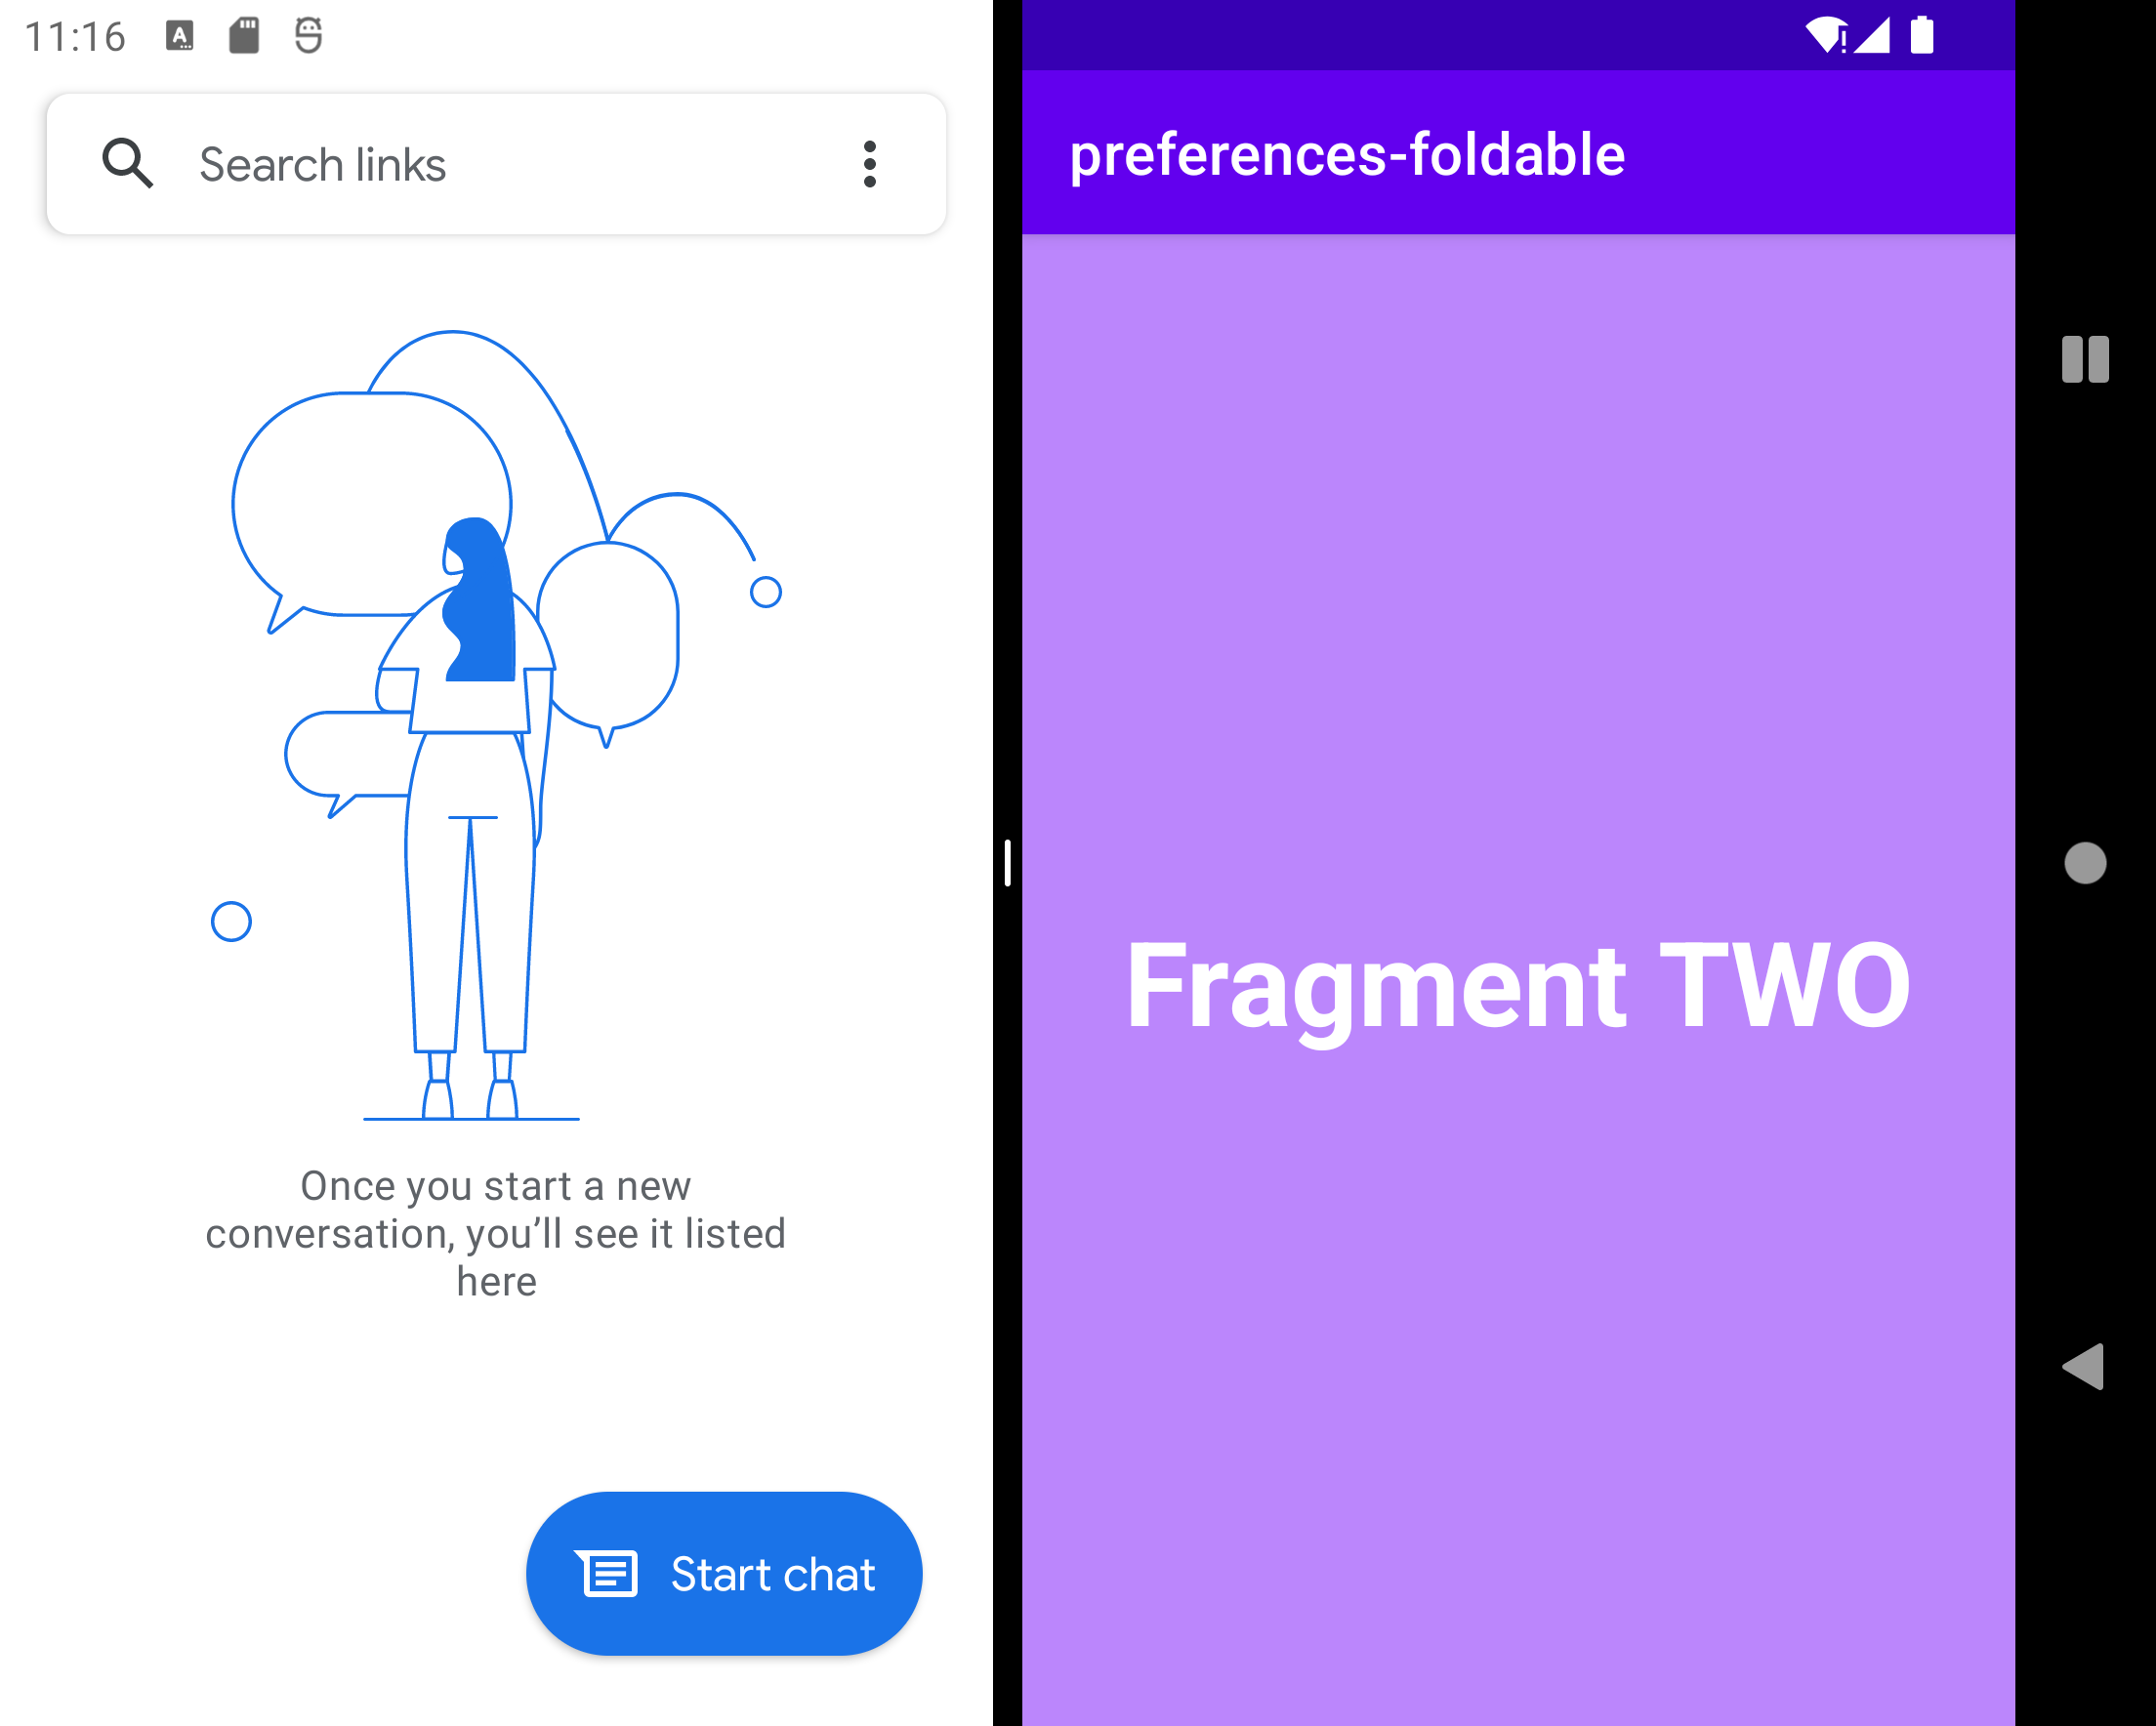 11:16
Search links
Once you start a new
conversation, you’ll see it listed
here
Start chat
preferences-foldable
Fragment TWO